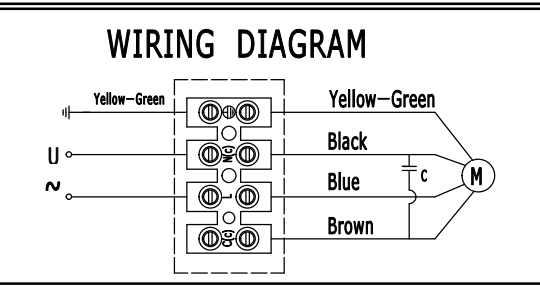 WIRING DIAGRAM
Yellow-Green
Yellow-Green
Black
U
N(
C
M
~
L
Blue
Brown